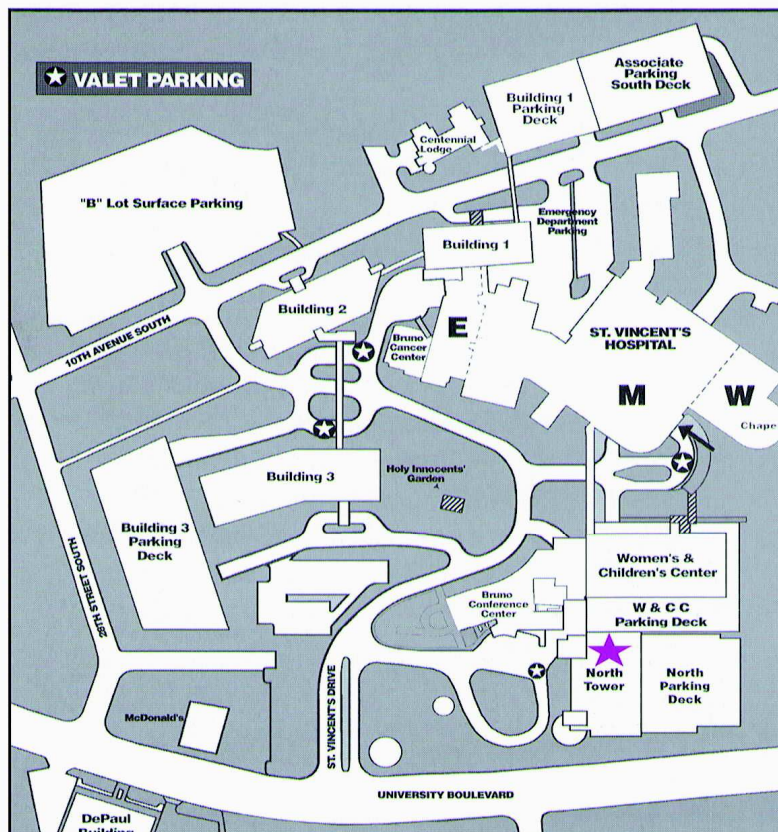 VALET PARKING
Associate
Parking
South Deck
Building 1
Parking
Deck
Centennial
Lodge
"B" Lot Surface Parking
Emergency
Department
Parking
Building 1
Building 2
10TH AVENUE SOUTH
Bruno
Cancer
Center
E
ST. VINCENT'S
HOSPITAL
M
W
Chape
Building 3
Holy Innocents'
Garden
Building 3
Parking
Deck
28TH STREET SOUTH
Women's &
Children's Center
Bruno
Conference
Center
W & C C
Parking Deck
North
Tower
North
Parking
Deck
McDonald's
ST. VINCENT'S DRIVE
UNIVERSITY BOULEVARD
DePaul
Building